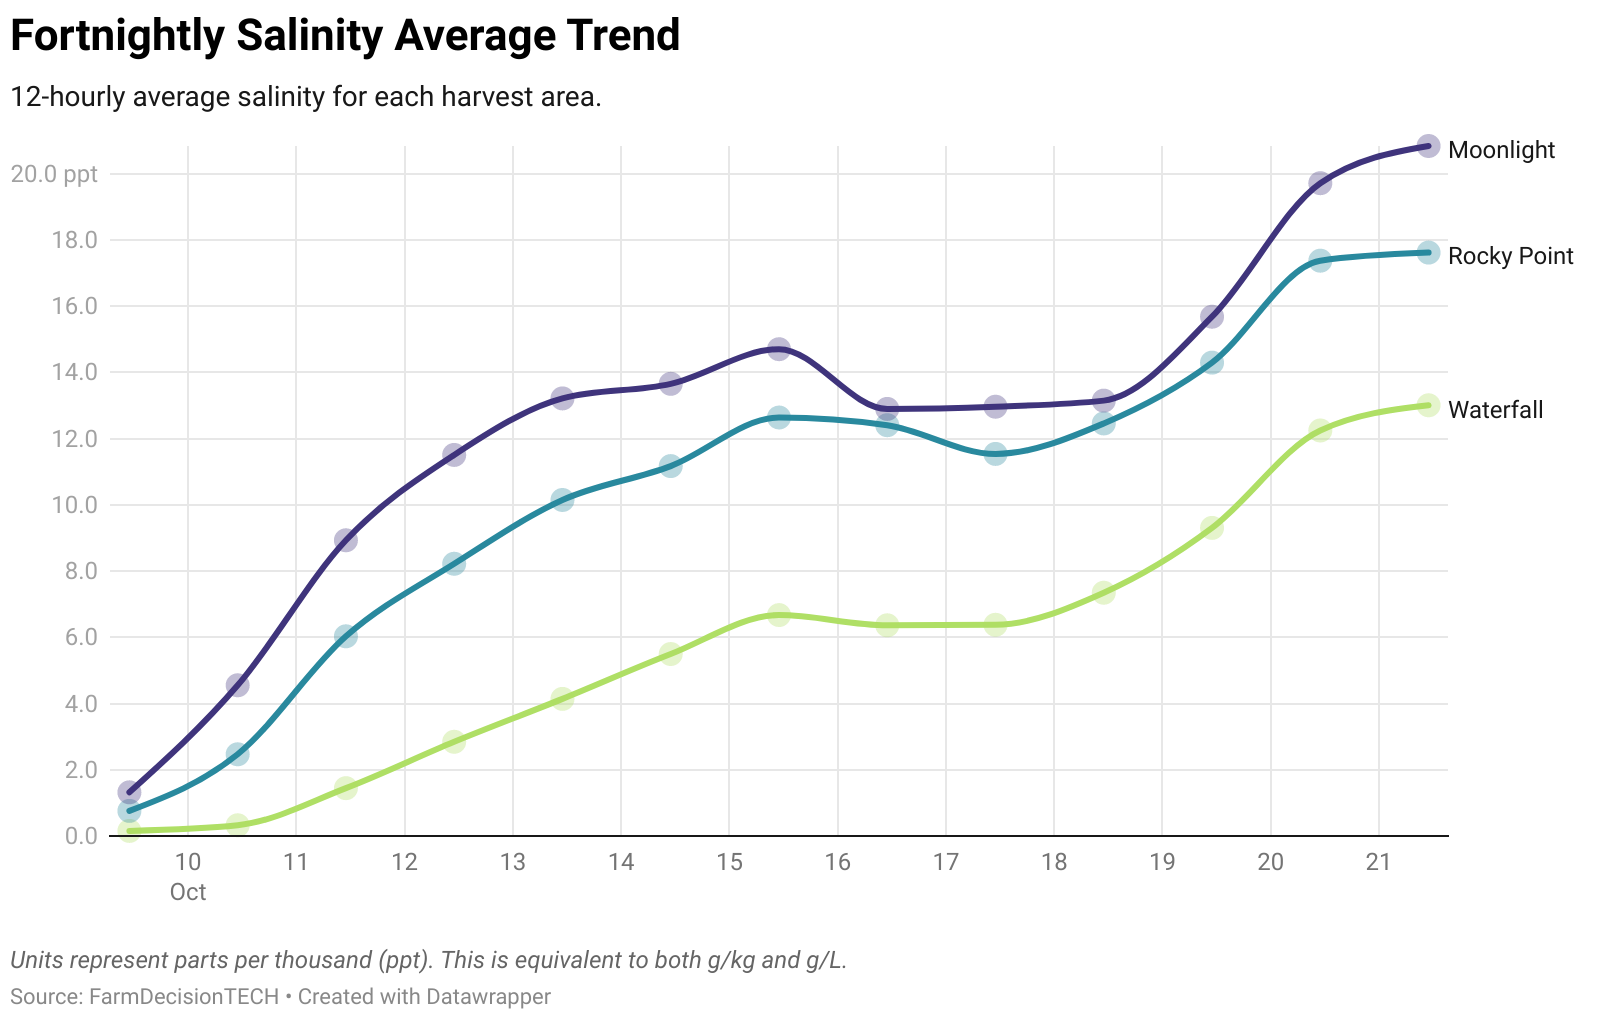 Fortnightly Salinity Average Trend
12-hourly average salinity for each harvest area.
Moonlight
20.0 ppt
18.0
Rocky Point
16.0
14.0
Waterfall
12.0
10.0
8.0
6.0
4.0
2.0
0.0
10 11 12 13 14 15 16 17 18 19 20 21
Oct
Units represent parts per thousand (ppt). This is equivalent to both g/kg and g/L.
Source: FarmDecisionTECH • Created with Datawrapper